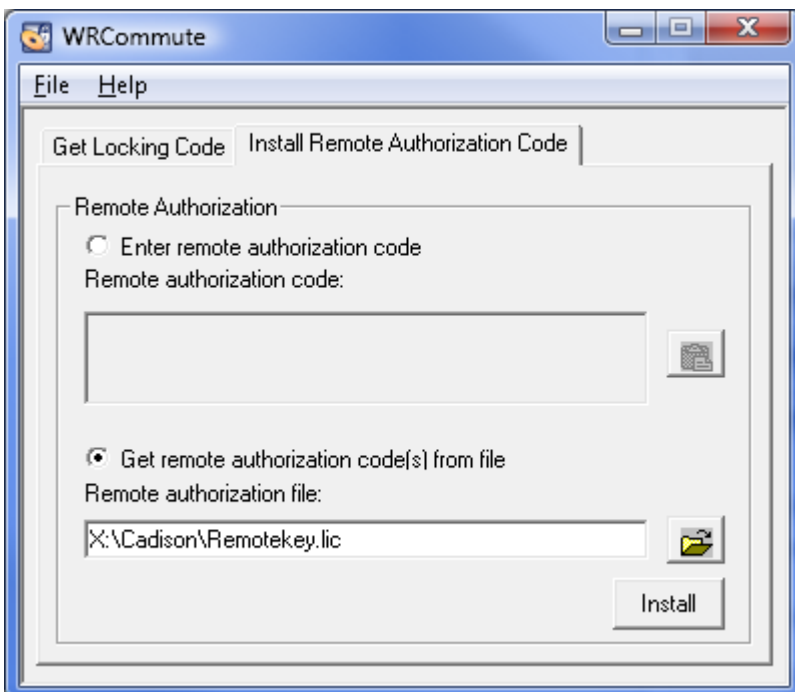 WRCommute
File Help
Get Locking Code Install Remote Authorization Code
Remote Authorization
Enter remote authorization code
Remote authorization code:
Get remote authorization code(s) from file
Remote authorization file:
X:\Cadison\Remotekey.lic
Install